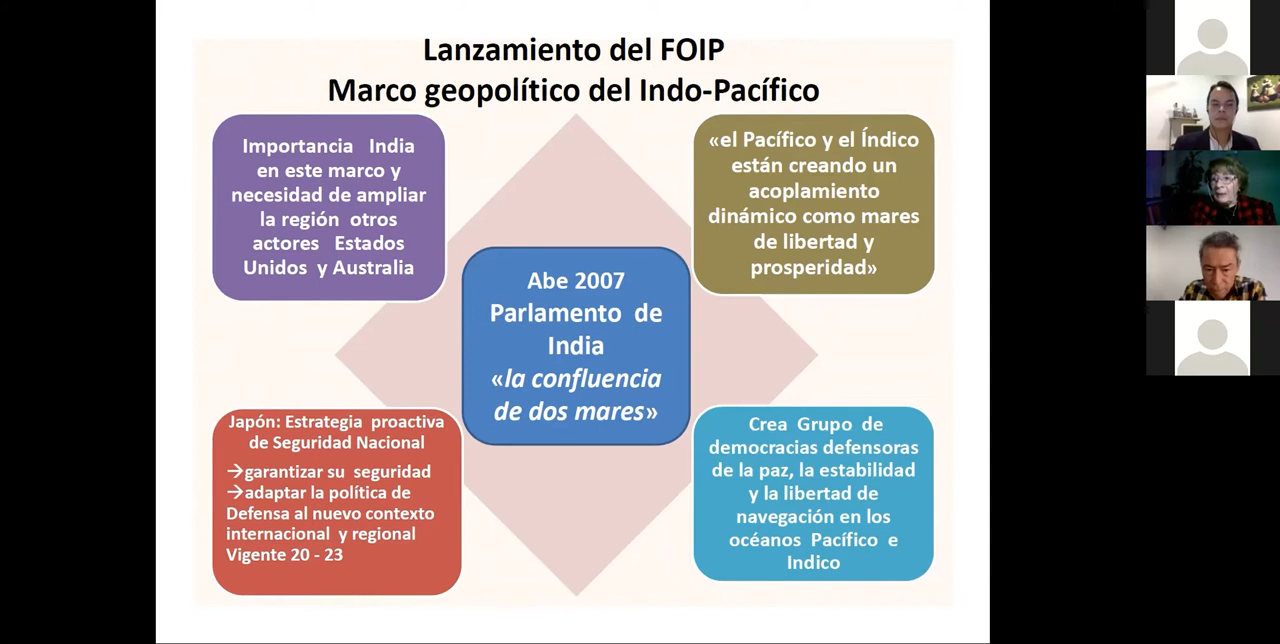 Lanzamiento del FOIP
Marco geopolítico del Indo-Pacífico
Importancia India
en este marco y
necesidad de ampliar
la región otros
actores Estados
Unidos y Australia
«el Pacífico y el Índico
están creando un
acoplamiento
dinámico como mares
de libertad y
prosperidad»
Abe 2007
Parlamento de
India
«la confluencia
de dos mares»
Japón: Estrategia proactiva
de Seguridad Nacional
→garantizar su seguridad
→adaptar la política de
Defensa al nuevo contexto
internacional y regional
Vigente 20 - 23
Crea Grupo de
democracias defensoras
de la paz, la estabilidad
y la libertad de
navegación en los
océanos Pacífico e
Indico